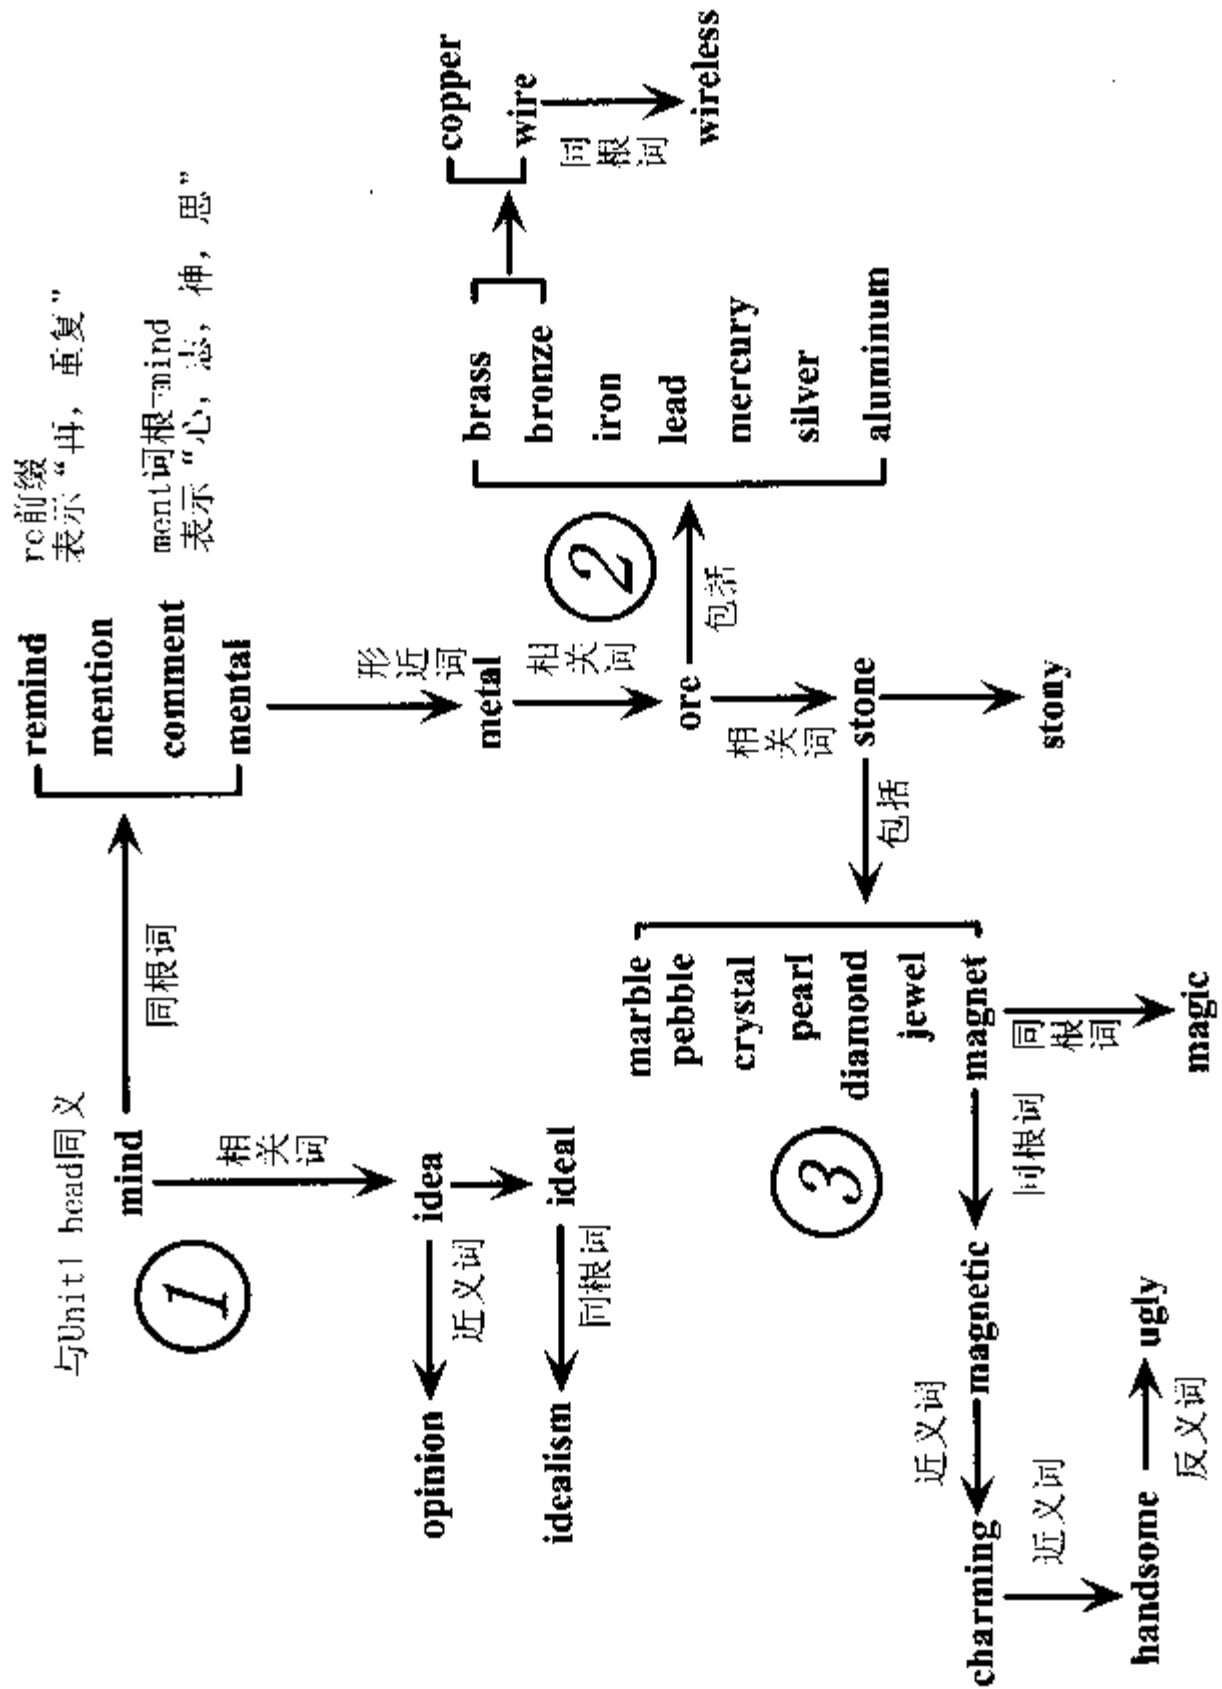 与Unit1 head同义
mind
同根词
remind
mention
comment
mental
re前缀
表示“再，重复”
ment词根=mind
表示“心，志，神，思”
1
相关词
idea
近义词
opinion
ideal
同根词
idealism
形近词
metal
相关词
ore
2
包括
brass
bronze
iron
lead
mercury
silver
aluminum
copper
wire
同根词
wireless
相关词
stone
stony
包括
3
marble
pebble
crystal
pearl
diamond
jewel
magnet
同根词
magic
同根词
magnetic
近义词
charming
近义词
handsome
反义词
ugly